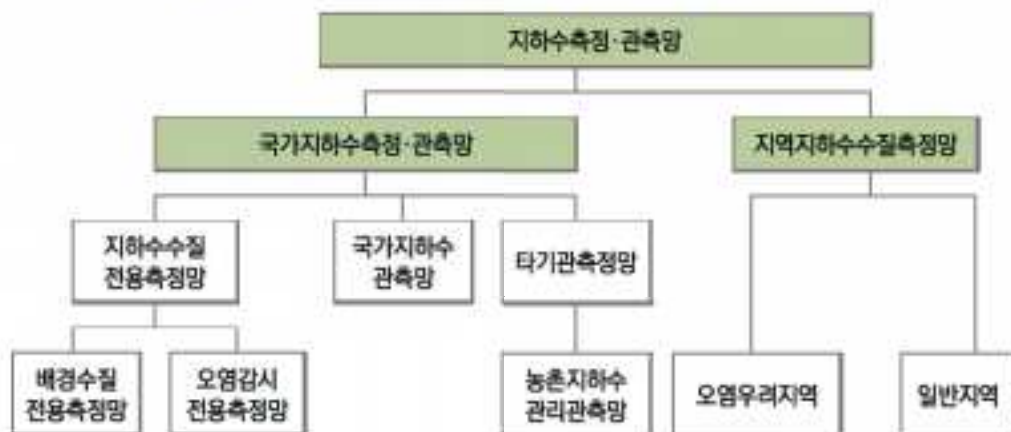 지하수측정·관측망
국가지하수측정·관측망
지역지하수수질측정망
지하수수질
전용측정망
국가지하수
관측망
타기관측정망
배경수질
전용측정망
오염감시
전용측정망
농촌지하수
관리관측망
오염우려지역
일반지역